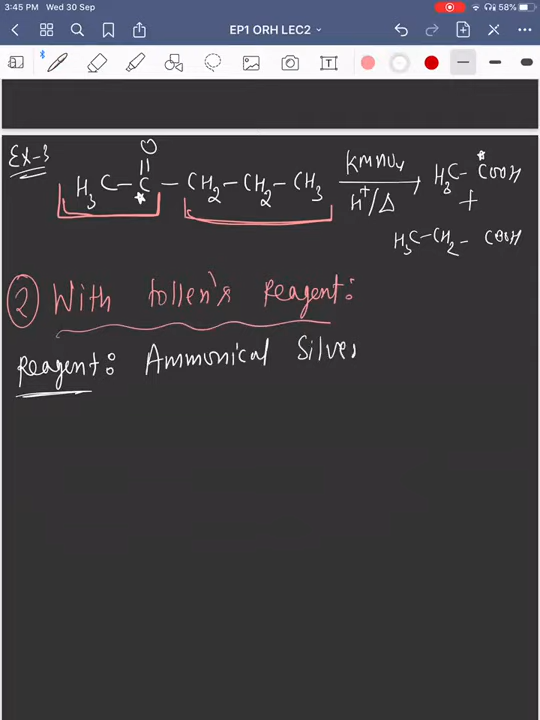 3:45 PM Wed 30 Sep 58%
EP1 ORH LEC2
T
Ex-3
O
||
H3C – C – CH2 – CH2 – CH3 KMnO4 H+/Δ → H3C – COOH
+
H3C – CH2 – COOH
2 With tollen's Reagent:
Reagent: Ammonical Silver